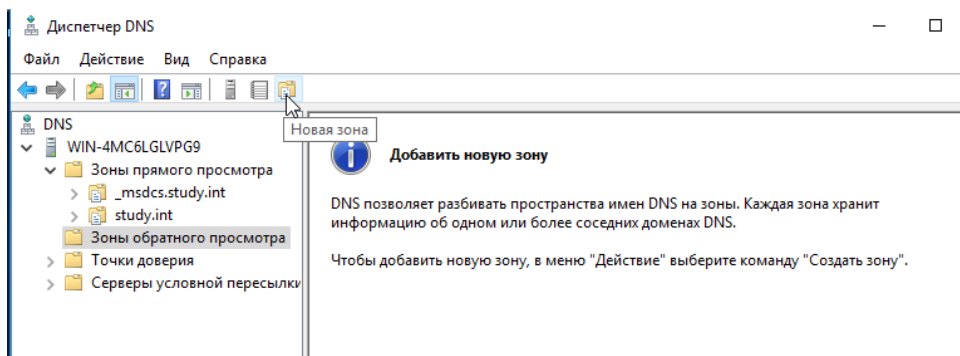 Диспетчер DNS
Файл Действие Вид Справка
Новая зона
DNS
WIN-4MC6LGLVPG9
Зоны прямого просмотра
_msdcs.study.int
study.int
Зоны обратного просмотра
Точки доверия
Серверы условной пересылки
Добавить новую зону
DNS позволяет разбивать пространства имен DNS на зоны. Каждая зона хранит
информацию об одном или более соседних доменах DNS.
Чтобы добавить новую зону, в меню "Действие" выберите команду "Создать зону".